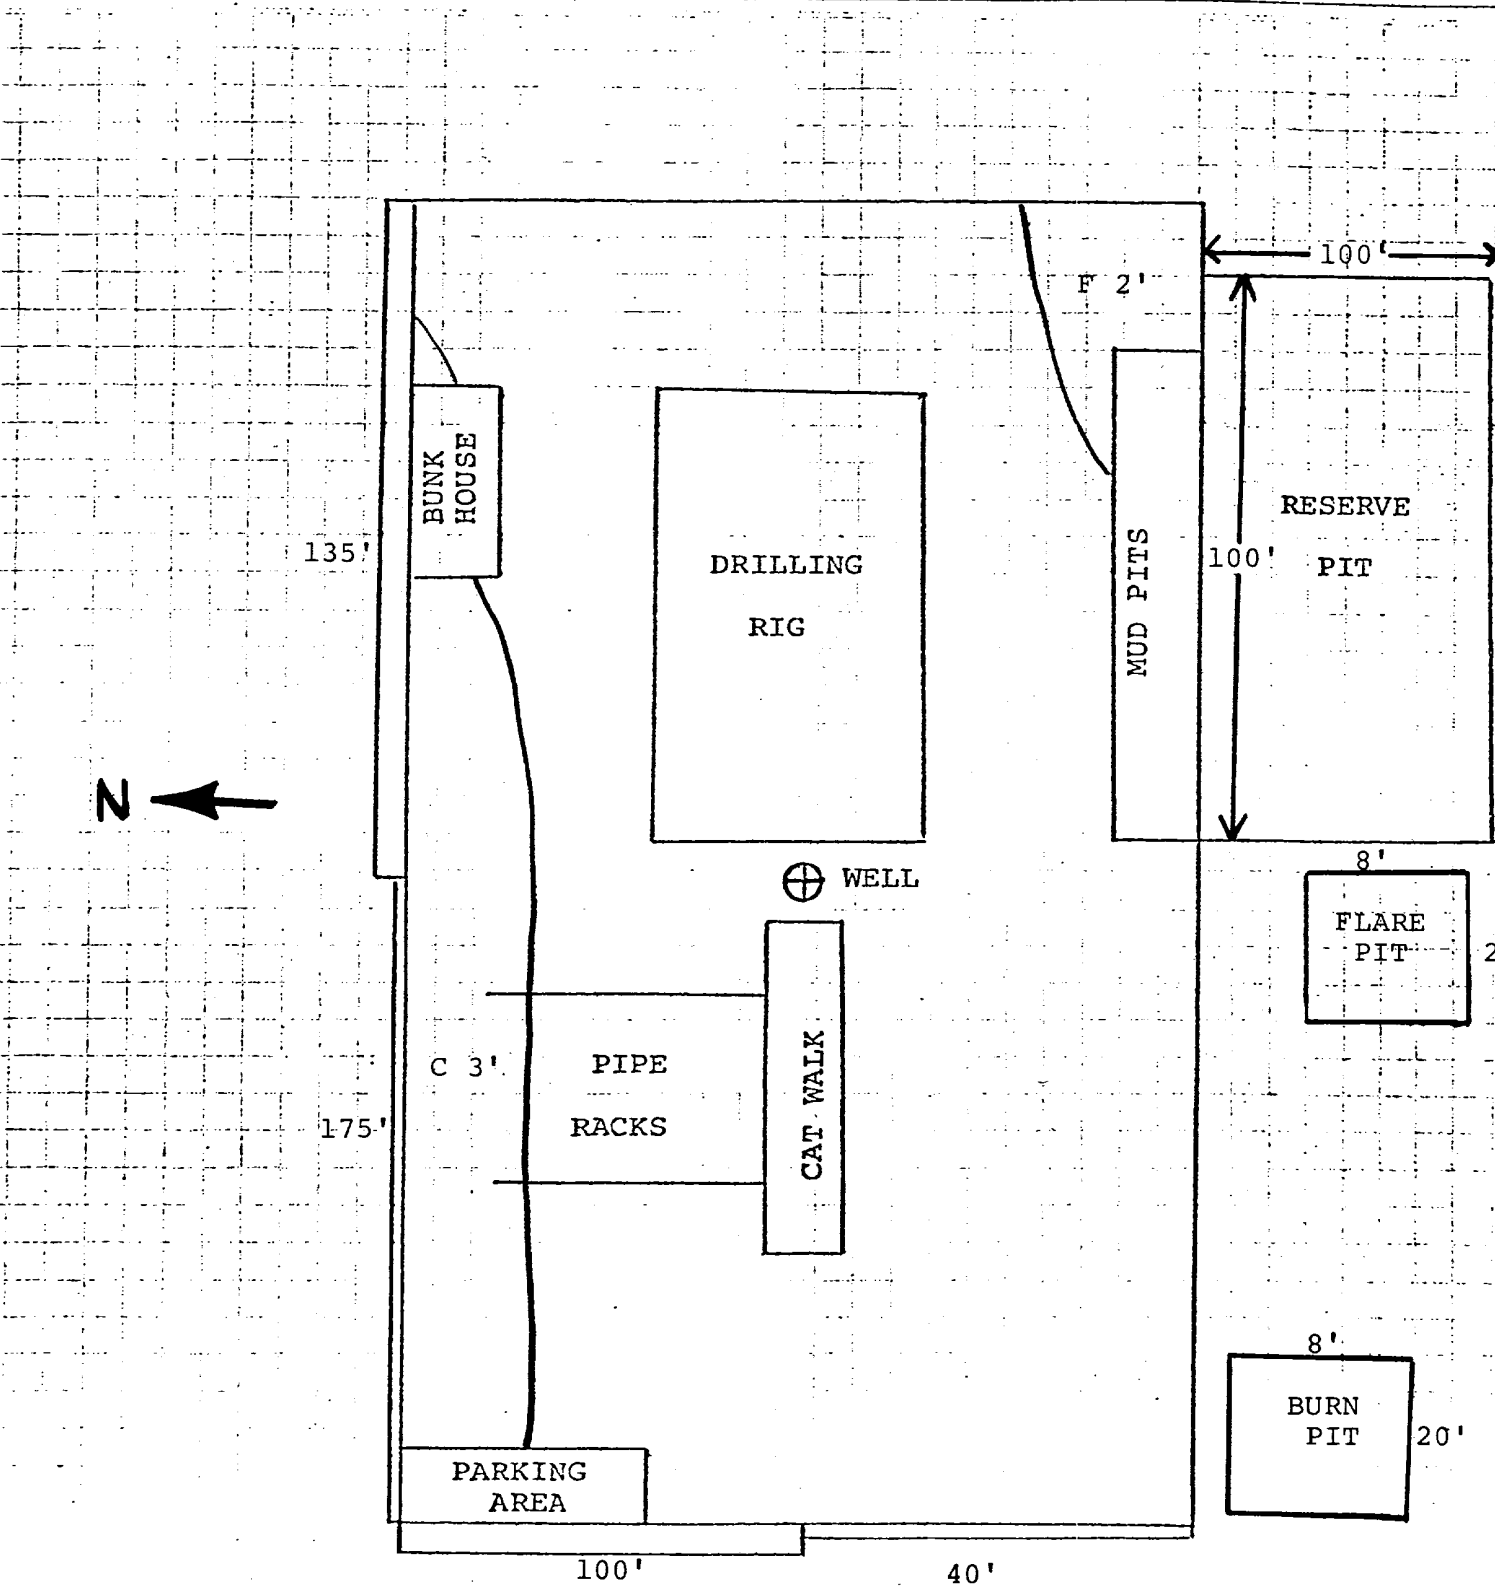 100'
F 2'
BUNK
HOUSE
RESERVE
PIT
135'
100'
DRILLING
RIG
MUD PITS
N
8'
WELL
FLARE
PIT
2
C 3'
PIPE
RACKS
CAT WALK
175'
8'
BURN
PIT
20'
PARKING
AREA
100'
40'